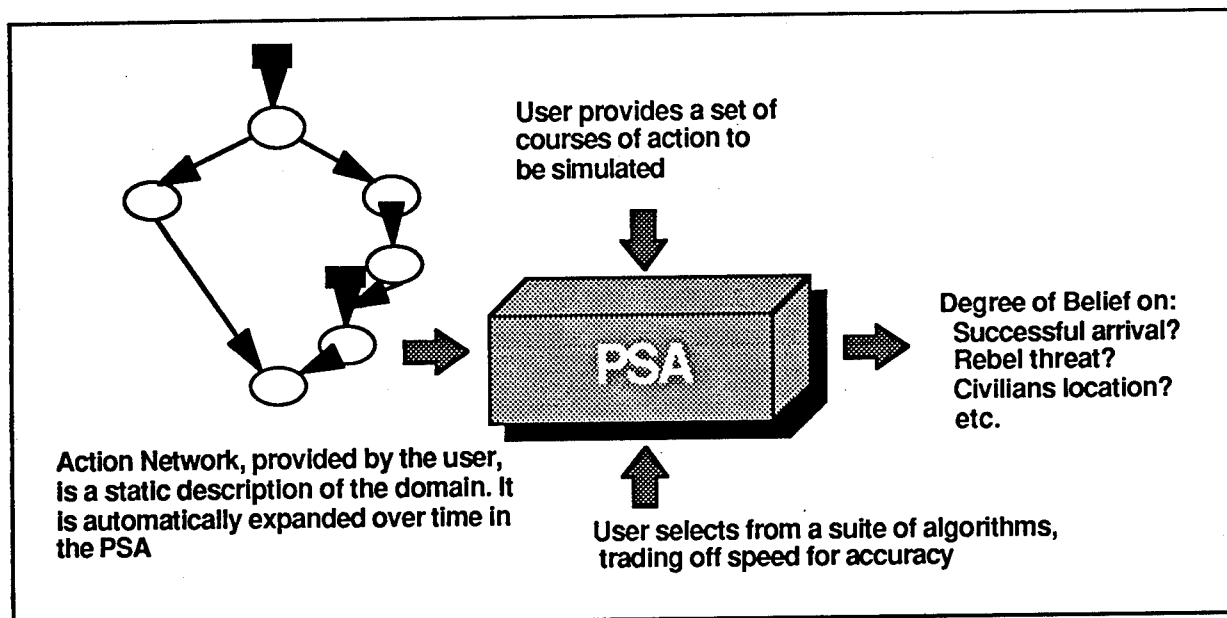 User provides a set of
courses of action to
be simulated
PSA
Degree of Belief on:
Successful arrival?
Rebel threat?
Civilians location?
etc.
Action Network, provided by the user,
is a static description of the domain. It
is automatically expanded over time in
the PSA
User selects from a suite of algorithms,
trading off speed for accuracy